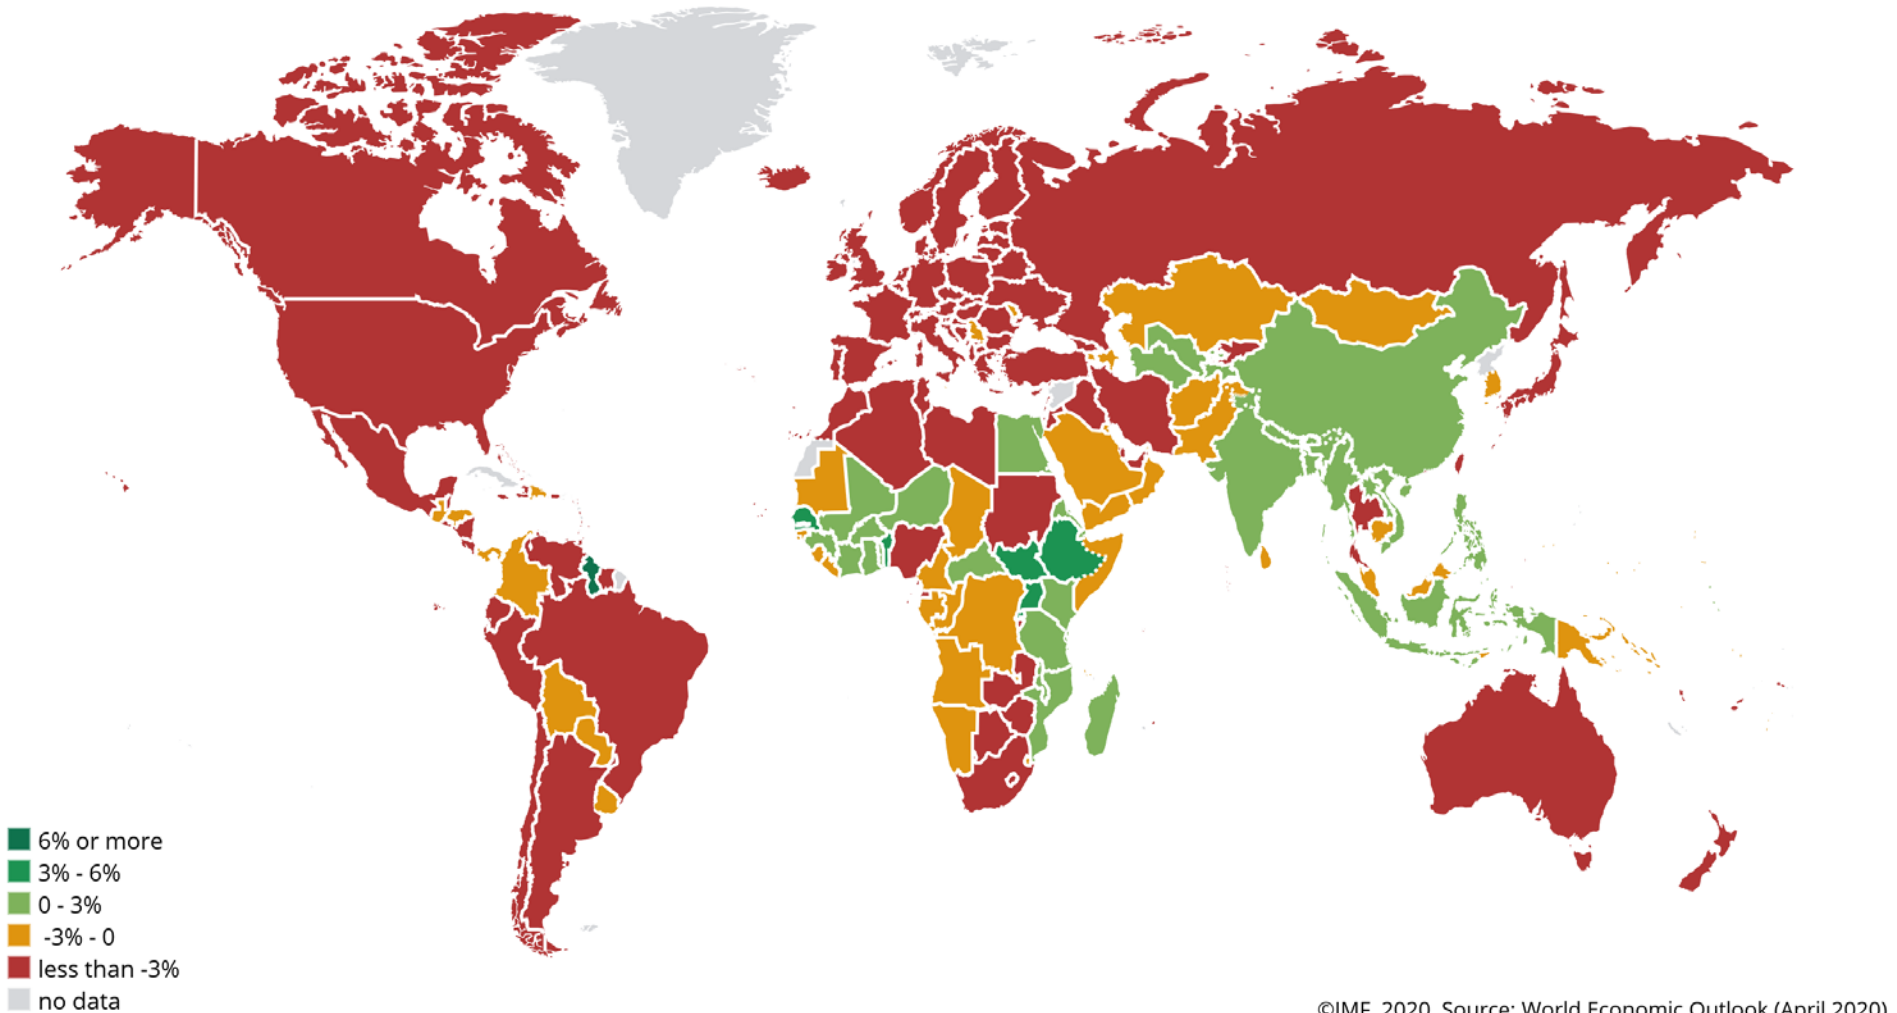 6% or more
3% - 6%
0 - 3%
-3% - 0
less than -3%
no data
©IMF, 2020, Source: World Economic Outlook (April 2020)